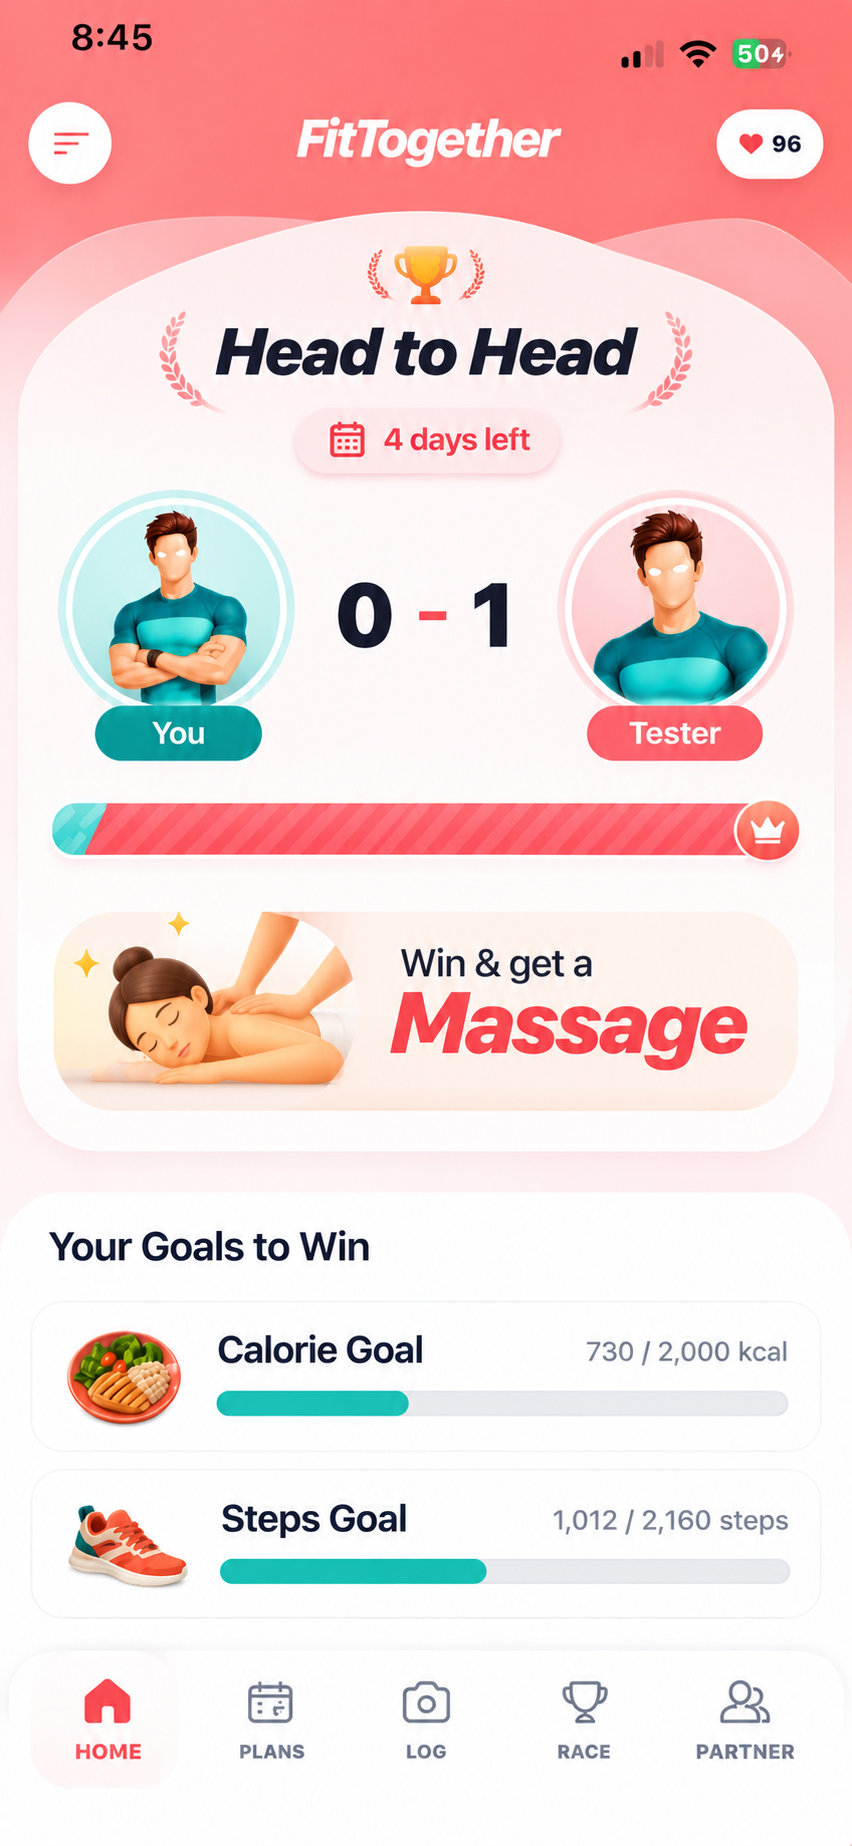 8:45
50
FitTogether
96
Head to Head
4 days left
0 - 1
You
Tester
Win & get a
Massage
Your Goals to Win
Calorie Goal
730 / 2,000 kcal
Steps Goal
1,012 / 2,160 steps
HOME
PLANS
LOG
RACE
PARTNER